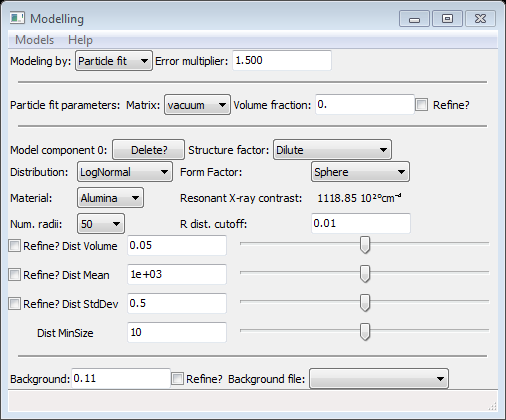 Modelling
Models Help
Modeling by: Particle fit Error multiplier: 1.500
Particle fit parameters: Matrix: vacuum Volume fraction: 0. Refine?
Model component 0: Delete? Structure factor: Dilute
Distribution: LogNormal Form Factor: Sphere
Material: Alumina Resonant X-ray contrast: 1118.85 10²⁰cm⁻⁴
Num. radii: 50 R dist. cutoff: 0.01
Refine? Dist Volume 0.05
Refine? Dist Mean 1e+03
Refine? Dist StdDev 0.5
Dist MinSize 10
Background: 0.11 Refine? Background file: